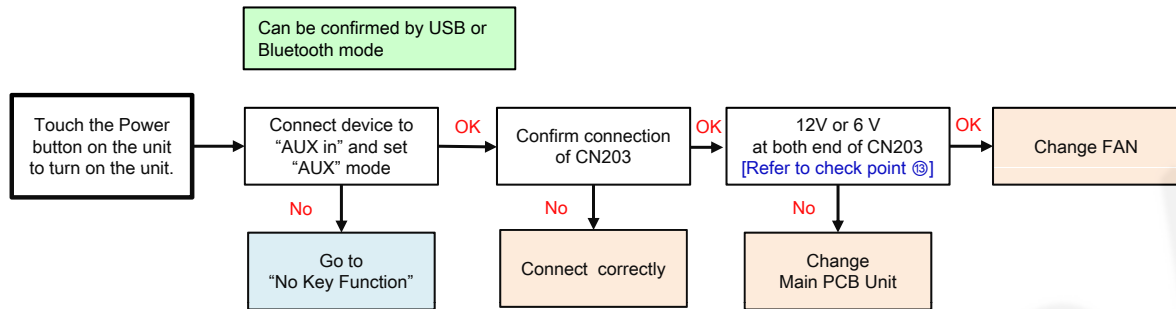 Can be confirmed by USB or
Bluetooth mode
Touch the Power
button on the unit
to turn on the unit.
Connect device to
“AUX in” and set
“AUX” mode
OK
Confirm connection
of CN203
OK
12V or 6 V
at both end of CN203
[Refer to check point ⑬]
OK
Change FAN
No
No
No
Go to
“No Key Function”
Connect correctly
Change
Main PCB Unit